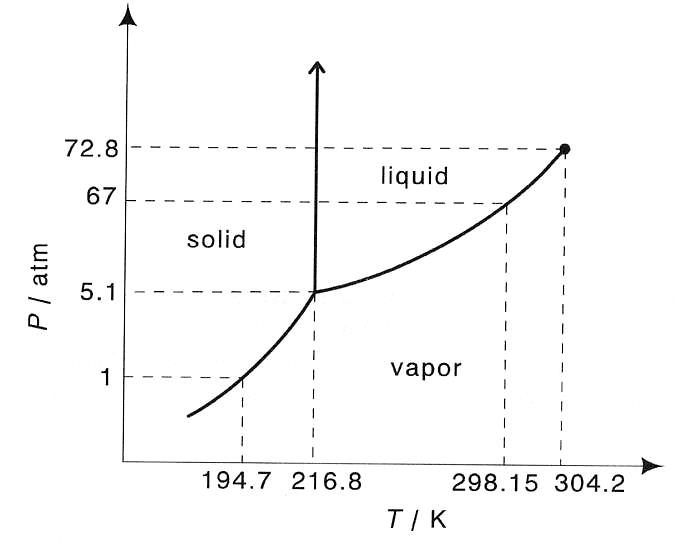 72.8
liquid
67
solid
P / atm
5.1
vapor
1
194.7 216.8 298.15 304.2
T / K